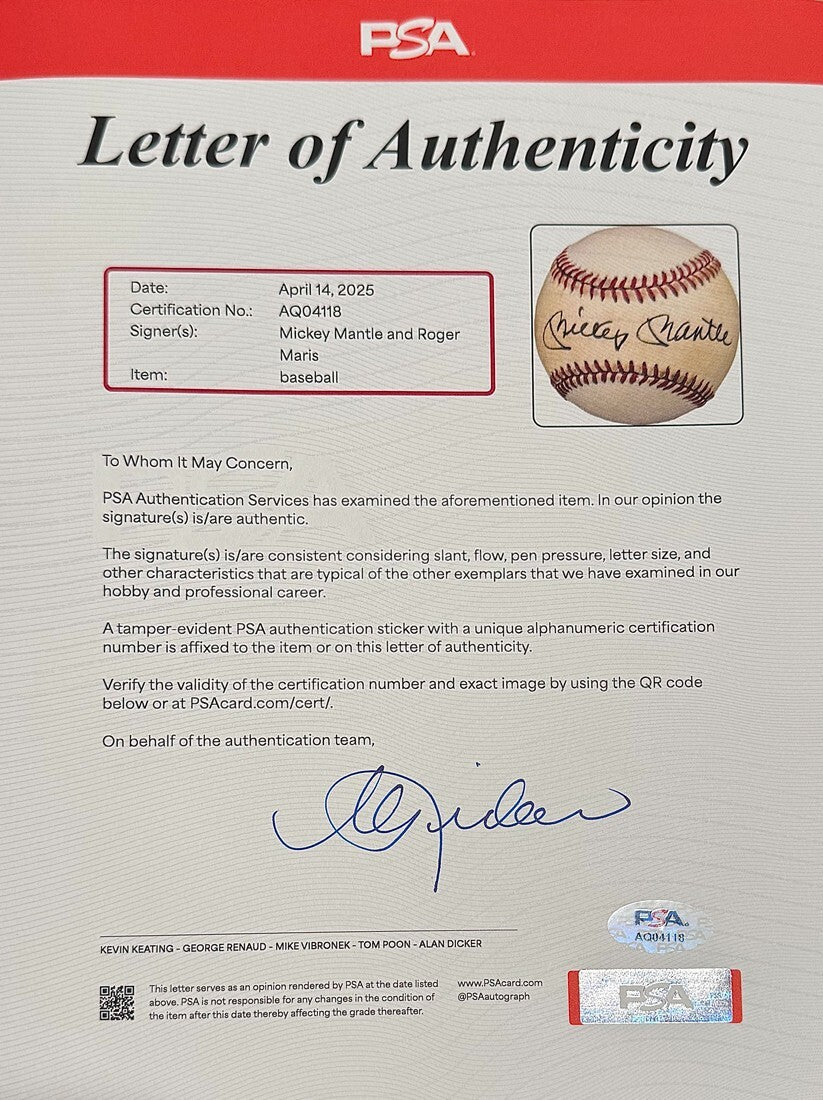 PSA
Letter of Authenticity
Date: April 14, 2025
Certification No.: AQ04118
Signer(s): Mickey Mantle and Roger
Maris
Item: baseball
Mickey Mantle
To Whom It May Concern,
PSA Authentication Services has examined the aforementioned item. In our opinion the
signature(s) is/are authentic.
The signature(s) is/are consistent considering slant, flow, pen pressure, letter size, and
other characteristics that are typical of the other exemplars that we have examined in our
hobby and professional career.
A tamper-evident PSA authentication sticker with a unique alphanumeric certification
number is affixed to the item or on this letter of authenticity.
Verify the validity of the certification number and exact image by using the QR code
below or at PSAcard.com/cert/.
On behalf of the authentication team,
KEVIN KEATING - GEORGE RENAUD - MIKE VIBRONEK - TOM POON - ALAN DICKER
PSA
AQ04118
This letter serves as an opinion rendered by PSA at the date listed
above. PSA is not responsible for any changes in the condition of
the item after this date thereby affecting the grade thereafter.
www.PSAcard.com
@PSAautograph
PSA